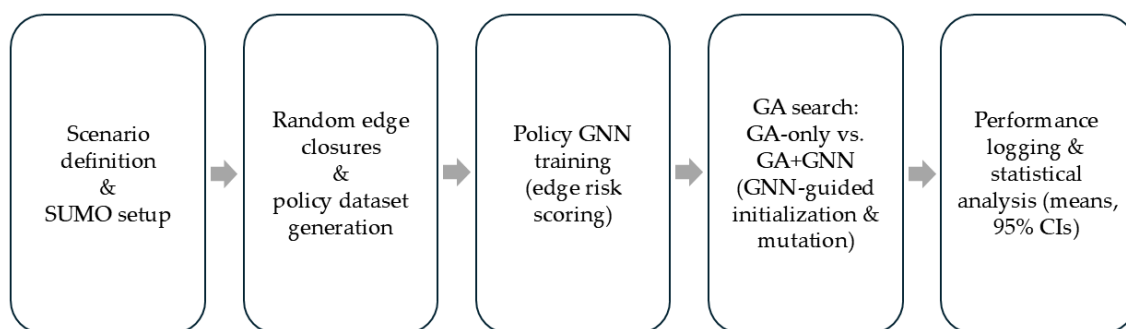 Scenario
definition
&
SUMO setup
Random edge
closures
&
policy dataset
generation
Policy GNN
training
(edge risk
scoring)
GA search:
GA-only vs.
GA+GNN
(GNN-guided
initialization &
mutation)
Performance
logging &
statistical
analysis (means,
95% CIs)